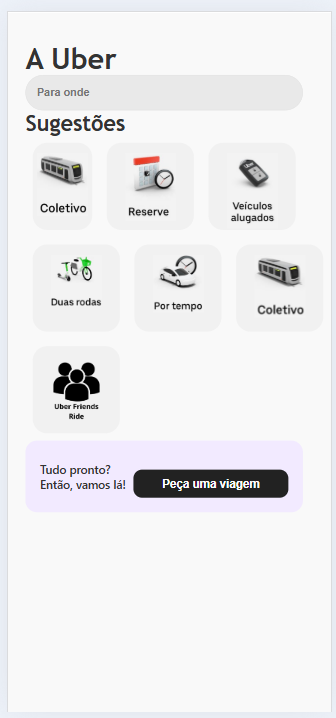 A Uber
Para onde
Sugestões
Coletivo
Reserve
Veículos
alugados
Duas rodas
Por tempo
Coletivo
Uber Friends
Ride
Tudo pronto?
Então, vamos lá!
Peça uma viagem